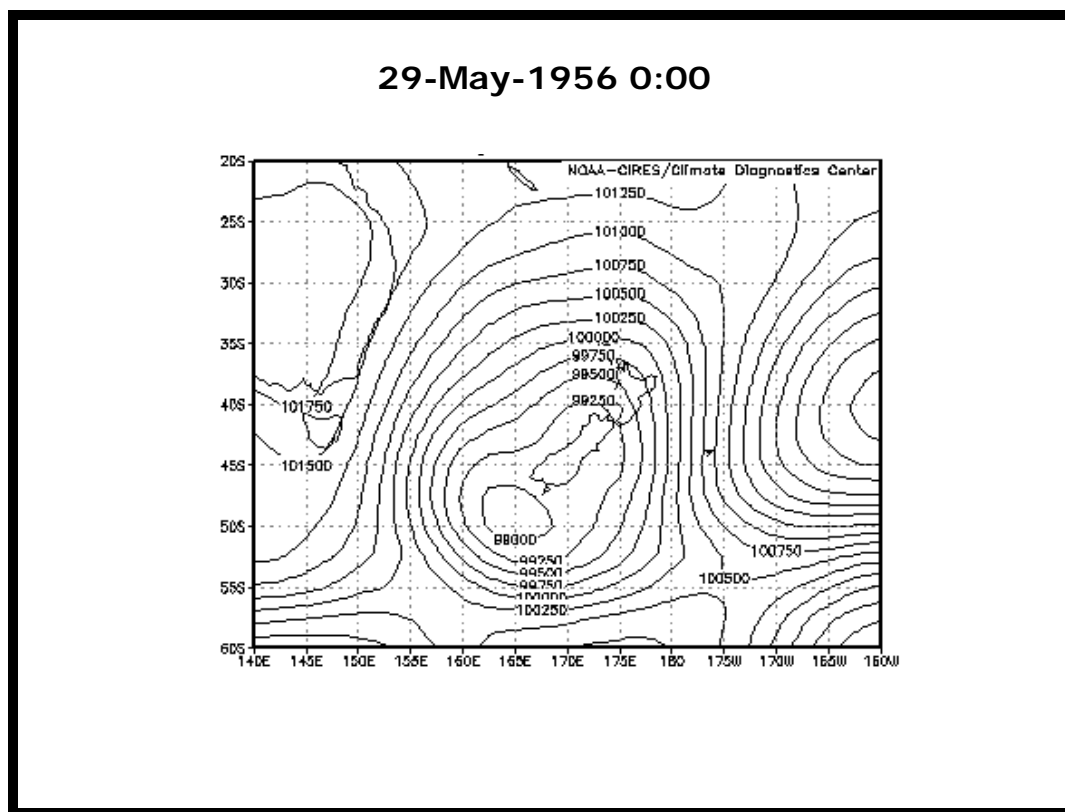 29-May-1956 0:00
NOAA-CIRES/Climate Diagnostics Center
20S
101250
25S
101000
100750
30S
100500
100250
35S
100000
99750
99500
40S
101750
99250
45S
101500
50S
99000
100750
99250
99500
100500
55S
99750
100000
100250
60S
140E 145E 150E 155E 160E 165E 170E 175E 180 175W 170W 165W 160W